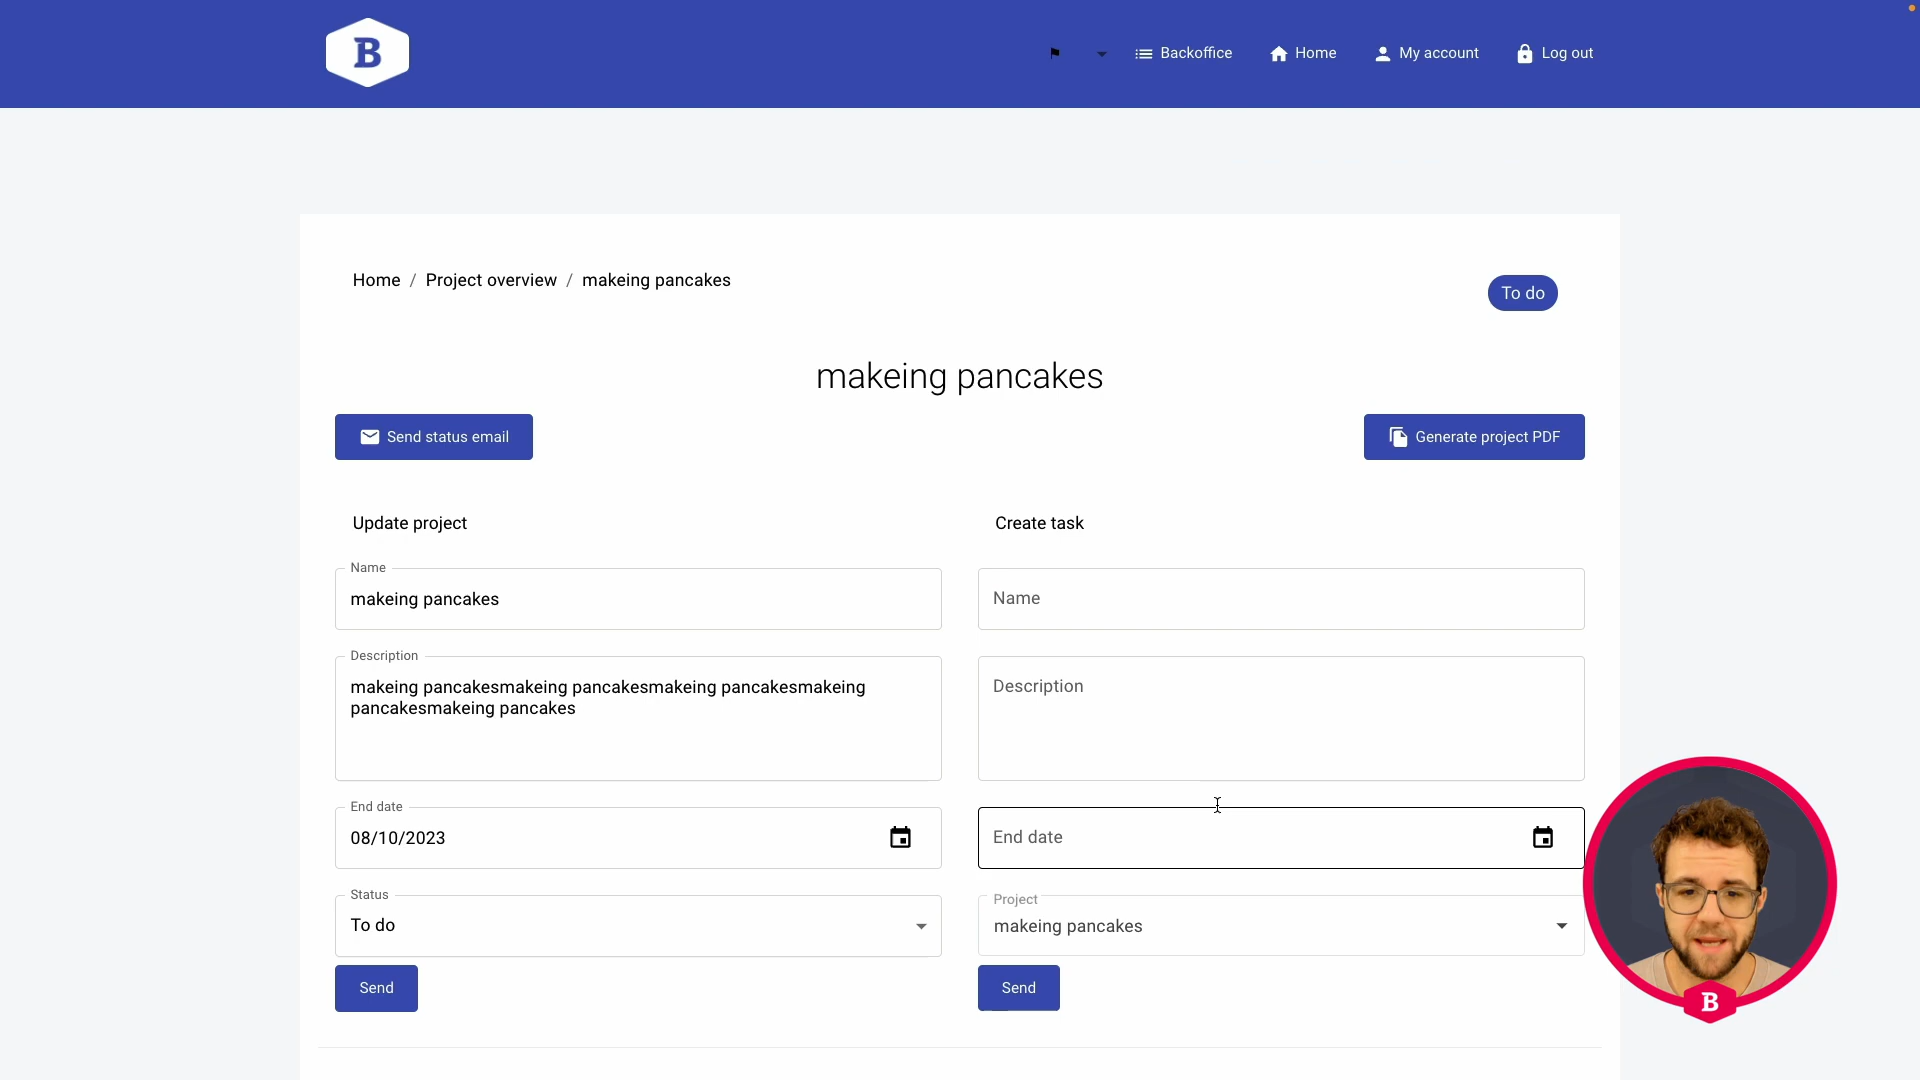 B
Backoffice
Home
My account
Log out
Home / Project overview / makeing pancakes
To do
makeing pancakes
Send status email
Generate project PDF
Update project
Create task
Name
makeing pancakes
Name
Description
makeing pancakesmakeing pancakesmakeing pancakesmakeing
pancakesmakeing pancakes
Description
End date
08/10/2023
End date
Status
To do
Project
makeing pancakes
Send
Send
B